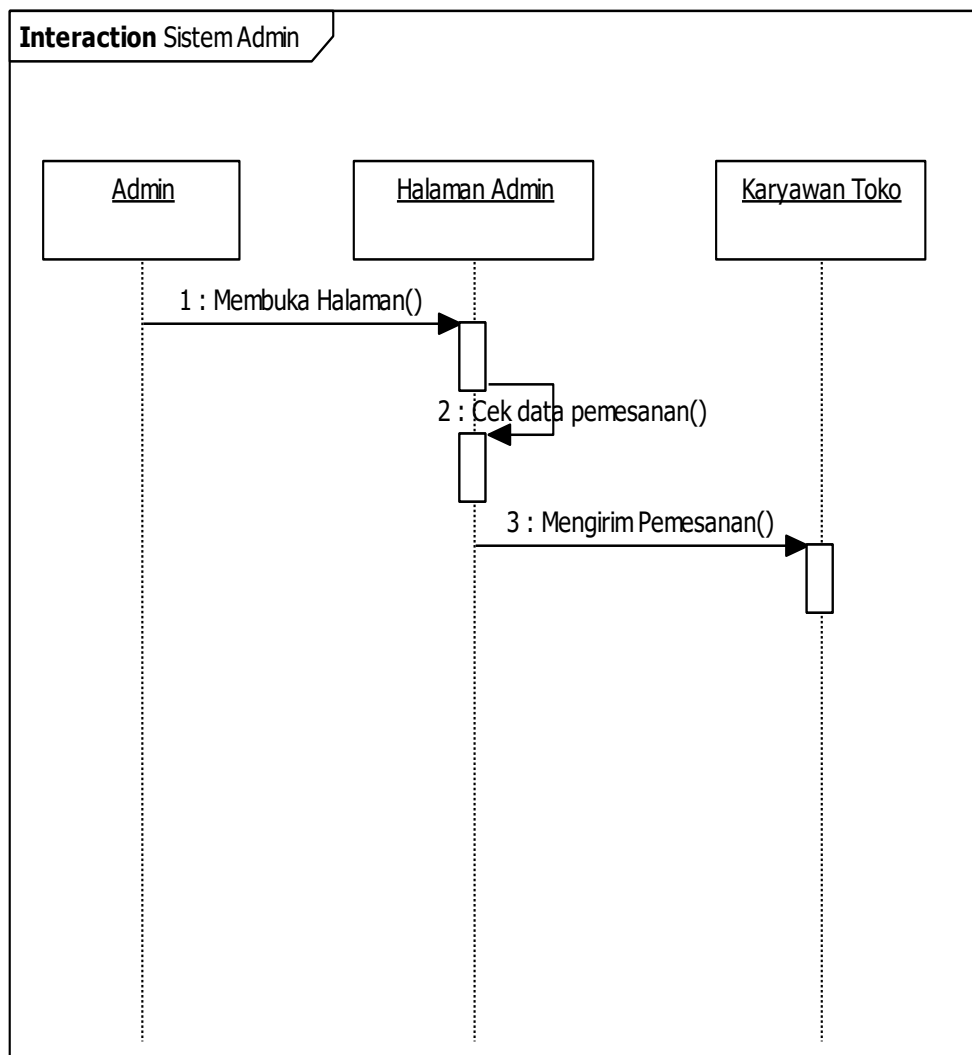 Interaction Sistem Admin
Admin
Halaman Admin
Karyawan Toko
1 : Membuka Halaman()
2 : Cek data pemesanan()
3 : Mengirim Pemesanan()